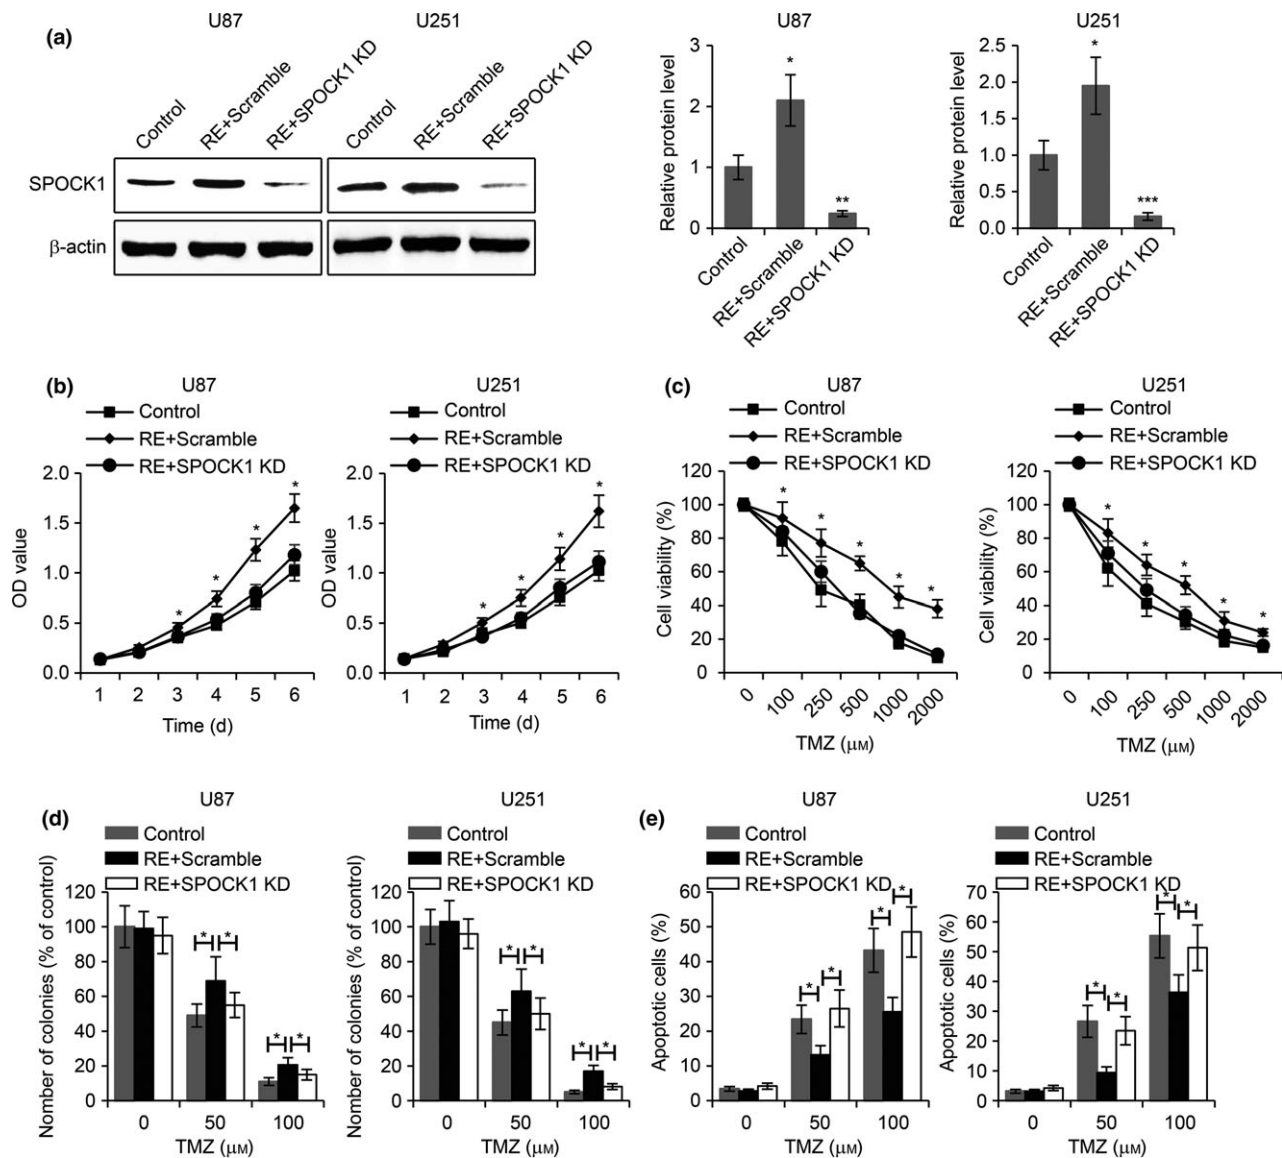 (a)
U87
U251
Control
RE+Scramble
RE+SPOCK1 KD
Control
RE+Scramble
RE+SPOCK1 KD
SPOCK1
β-actin
U87
Relative protein level
3
2
1
0
*
**
Control
RE+Scramble
RE+SPOCK1 KD
U251
Relative protein level
2.5
2.0
1.5
1.0
0.5
0.0
*
***
Control
RE+Scramble
RE+SPOCK1 KD
(b)
U87
Control
RE+Scramble
RE+SPOCK1 KD
OD value
2.0
1.5
1.0
0.5
0.0
* * * *
1 2 3 4 5 6
Time (d)
U251
Control
RE+Scramble
RE+SPOCK1 KD
OD value
2.0
1.5
1.0
0.5
0.0
* * * *
1 2 3 4 5 6
Time (d)
(c)
U87
Control
RE+Scramble
RE+SPOCK1 KD
Cell viability (%)
120
100
80
60
40
20
0
* * * * *
0 100 250 500 1000 2000
TMZ (μM)
U251
Control
RE+Scramble
RE+SPOCK1 KD
Cell viability (%)
120
100
80
60
40
20
0
* * * * *
0 100 250 500 1000 2000
TMZ (μM)
(d)
U87
Control
RE+Scramble
RE+SPOCK1 KD
Nomber of colonies (% of control)
120
100
80
60
40
20
0
* * * *
0 50 100
TMZ (μM)
U251
Control
RE+Scramble
RE+SPOCK1 KD
Nomber of colonies (% of control)
120
100
80
60
40
20
0
* * * *
0 50 100
TMZ (μM)
(e)
U87
Control
RE+Scramble
RE+SPOCK1 KD
Apoptotic cells (%)
60
50
40
30
20
10
0
* * * *
0 50 100
TMZ (μM)
U251
Control
RE+Scramble
RE+SPOCK1 KD
Apoptotic cells (%)
70
60
50
40
30
20
10
0
* * * *
0 50 100
TMZ (μM)